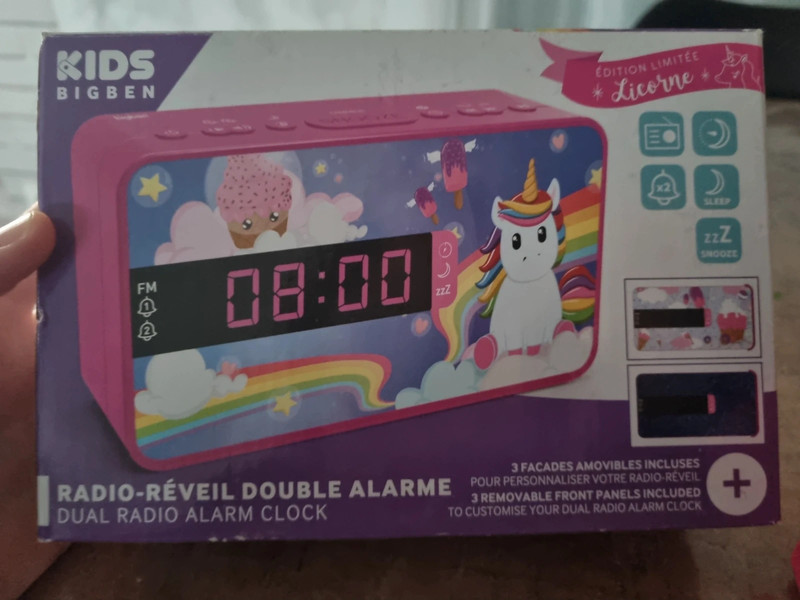 KIDS
BIGBEN
ÉDITION LIMITÉE
Licorne
x2
SLEEP
zzZ
SNOOZE
FM
1
2
08:00
zzZ
RADIO-RÉVEIL DOUBLE ALARME
DUAL RADIO ALARM CLOCK
3 FACADES AMOVIBLES INCLUSES
POUR PERSONNALISER VOTRE RADIO-RÉVEIL
3 REMOVABLE FRONT PANELS INCLUDED
TO CUSTOMISE YOUR DUAL RADIO ALARM CLOCK
+